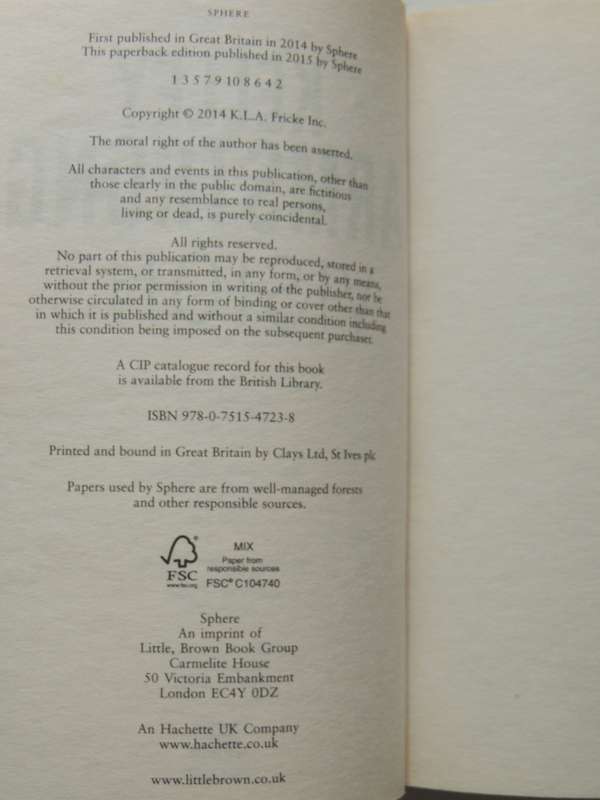 SPHERE
First published in Great Britain in 2014 by Sphere
This paperback edition published in 2015 by Sphere
1 3 5 7 9 10 8 6 4 2
Copyright © 2014 K.L.A. Fricke Inc.
The moral right of the author has been asserted.
All characters and events in this publication, other than
those clearly in the public domain, are fictitious
and any resemblance to real persons,
living or dead, is purely coincidental.
All rights reserved.
No part of this publication may be reproduced, stored in a
retrieval system, or transmitted, in any form, or by any means,
without the prior permission in writing of the publisher, nor be
otherwise circulated in any form of binding or cover other than that
in which it is published and without a similar condition including
this condition being imposed on the subsequent purchaser.
A CIP catalogue record for this book
is available from the British Library.
ISBN 978-0-7515-4723-8
Printed and bound in Great Britain by Clays Ltd, St Ives plc
Papers used by Sphere are from well-managed forests
and other responsible sources.
MIX
Paper from
responsible sources
FSC® C104740
FSC
www.fsc.org
Sphere
An imprint of
Little, Brown Book Group
Carmelite House
50 Victoria Embankment
London EC4Y 0DZ
An Hachette UK Company
www.hachette.co.uk
www.littlebrown.co.uk